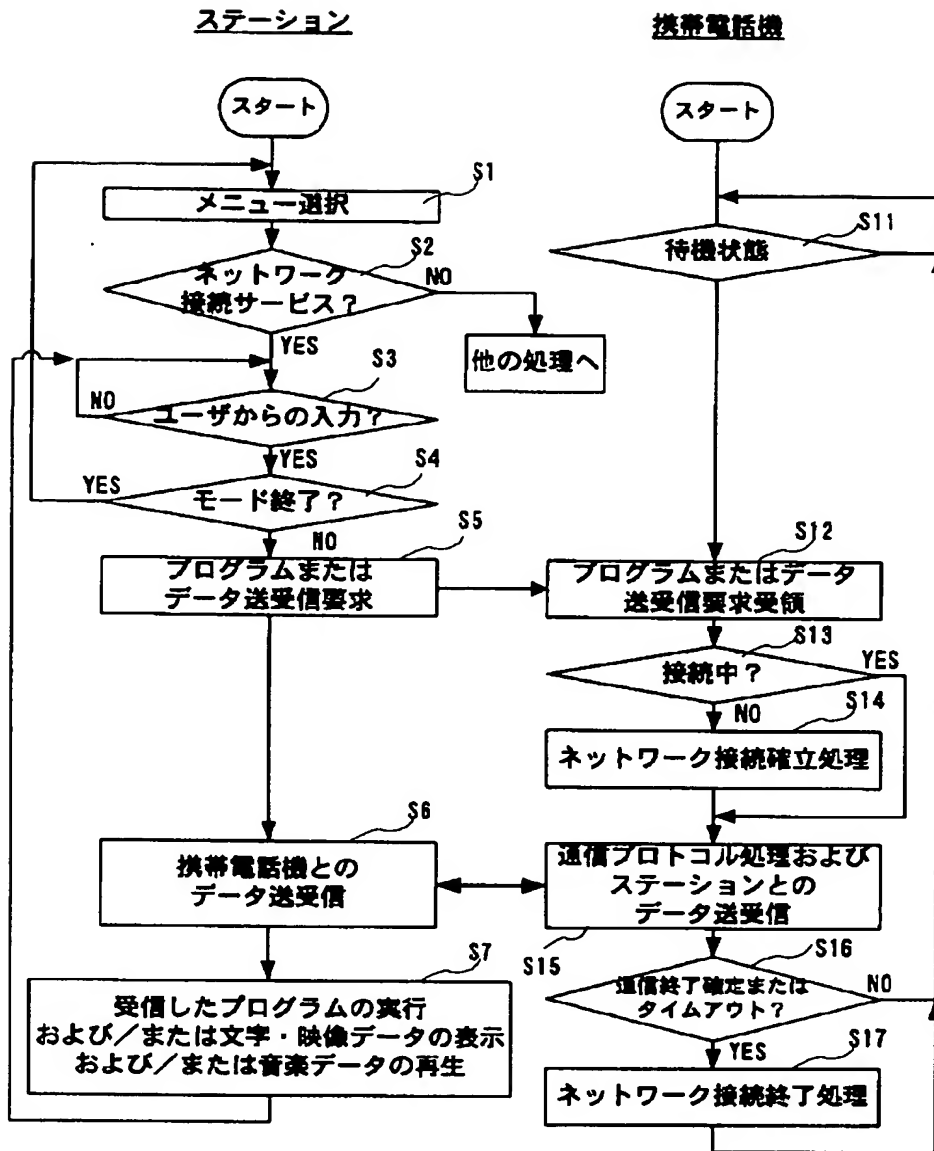 ステーション
スタート
S1
メニュー選択
S2
ネットワーク
接続サービス？
NO
YES
他の処理へ
S3
NO
ユーザからの入力？
YES
S4
YES
モード終了？
NO
S5
プログラムまたは
データ送受信要求
S6
携帯電話機との
データ送受信
S7
受信したプログラムの実行
および／または文字・映像データの表示
および／または音楽データの再生
携帯電話機
スタート
S11
待機状態
S12
プログラムまたはデータ
送受信要求受領
S13
接続中？
YES
NO
S14
ネットワーク接続確立処理
通信プロトコル処理および
ステーションとの
データ送受信
S15
S16
通信終了確定または
タイムアウト？
NO
YES
S17
ネットワーク接続終了処理